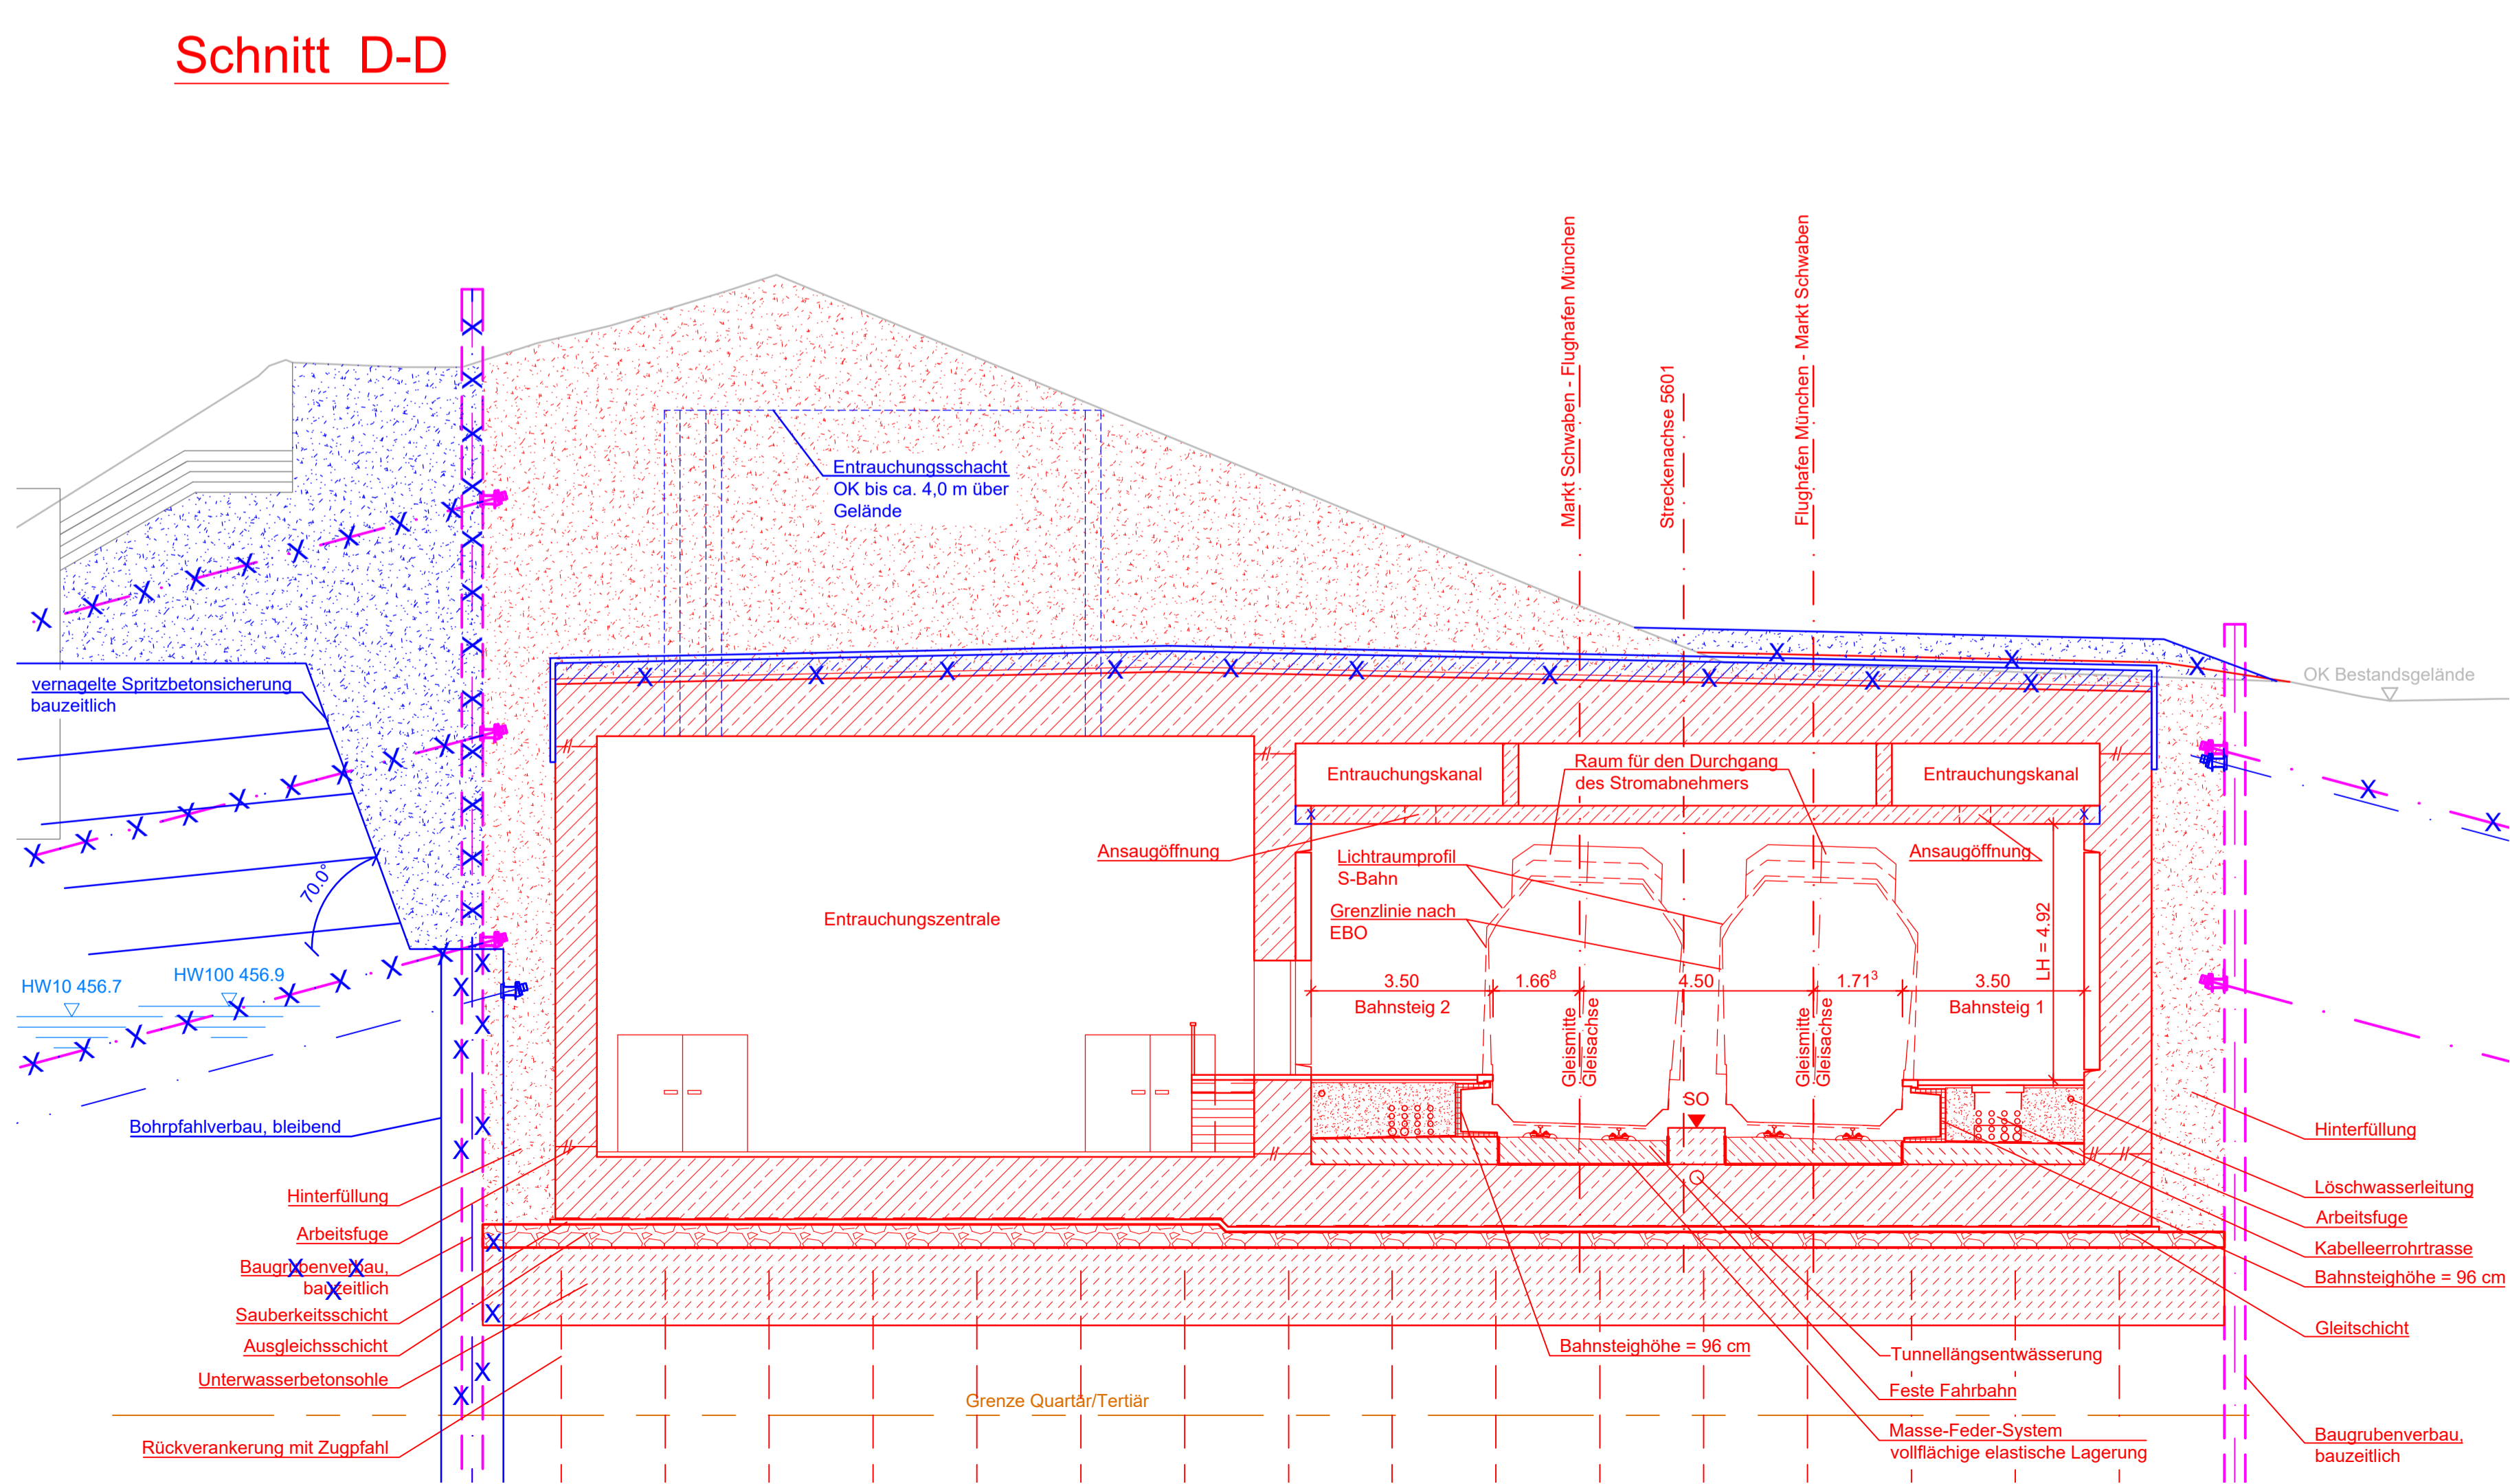 Schnitt D-D
Markt Schwaben - Flughafen München
Streckenachse 5601
Flughafen München - Markt Schwaben
Entrauchungsschacht
OK bis ca. 4,0 m über
Gelände
OK Bestandsgelände
vernagelte Spritzbetonsicherung
bauzeitlich
70.0°
Entrauchungskanal
Raum für den Durchgang
des Stromabnehmers
Entrauchungskanal
Ansaugöffnung
Lichtraumprofil
S-Bahn
Ansaugöffnung
Grenzlinie nach
EBO
Entrauchungszentrale
LH = 4.92
HW10 456.7
HW100 456.9
3.50
1.66⁸
4.50
1.71³
3.50
Bahnsteig 2
Bahnsteig 1
Gleismitte
Gleisachse
Gleismitte
Gleisachse
SO
Bohrpfahlverbau, bleibend
Hinterfüllung
Arbeitsfuge
Baugrubenverbau,
bauzeitlich
Sauberkeitsschicht
Ausgleichsschicht
Unterwasserbetonsohle
Rückverankerung mit Zugpfahl
Grenze Quartär/Tertiär
Bahnsteighöhe = 96 cm
Tunnellängsentwässerung
Feste Fahrbahn
Masse-Feder-System
vollflächige elastische Lagerung
Hinterfüllung
Löschwasserleitung
Arbeitsfuge
Kabelleerrohrtrasse
Bahnsteighöhe = 96 cm
Gleitschicht
Baugrubenverbau,
bauzeitlich